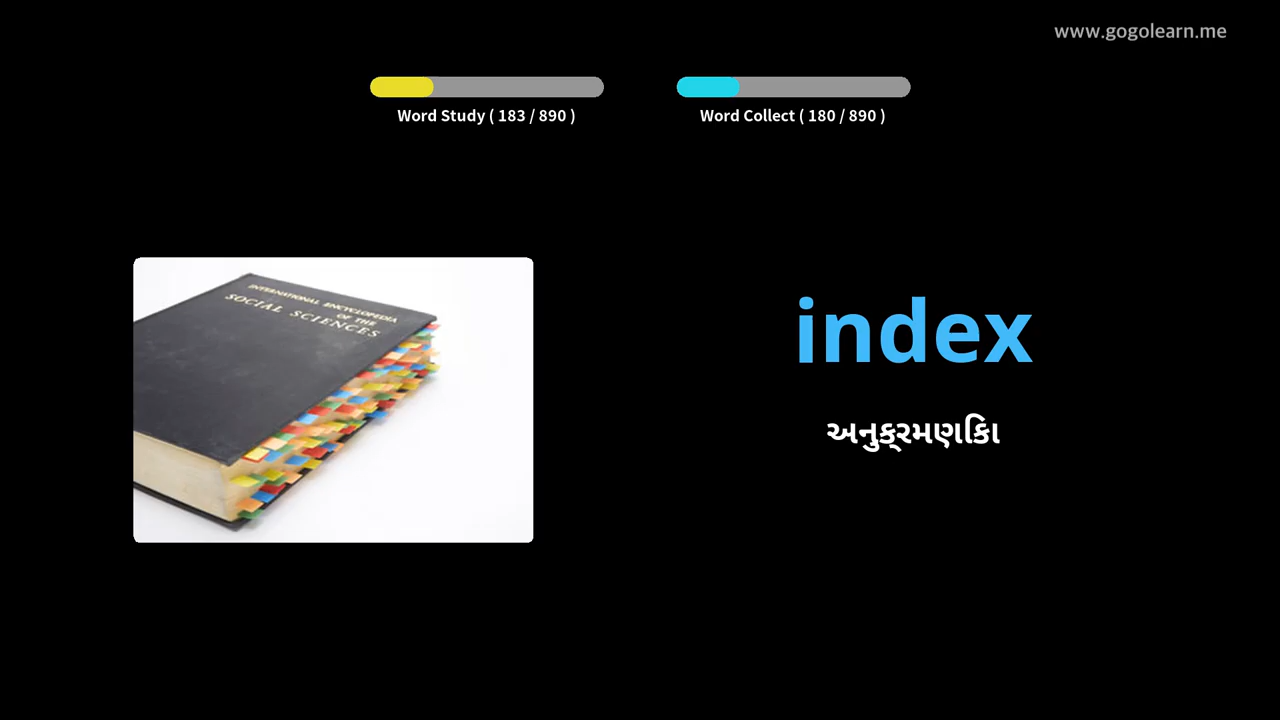 www.gogolearn.me
Word Study ( 183 / 890 )
Word Collect ( 180 / 890 )
INTERNATIONAL ENCYCLOPEDIA
OF THE
SOCIAL SCIENCES
index
અનુક્રમણિકા